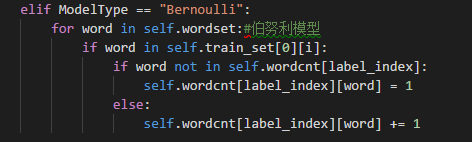 elif ModelType == "Bernoulli":
for word in self.wordset:#伯努利模型
if word in self.train_set[0][i]:
if word not in self.wordcnt[label_index]:
self.wordcnt[label_index][word] = 1
else:
self.wordcnt[label_index][word] += 1